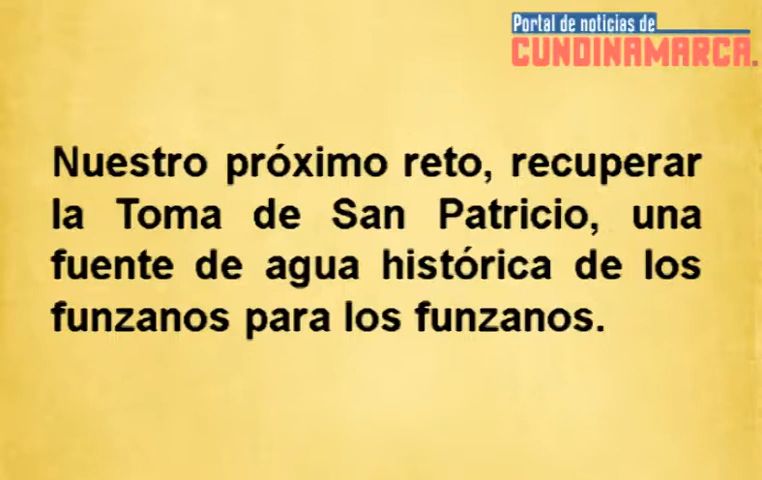 Portal de noticias de
CUNDINAMARCA.
Nuestro próximo reto, recuperar
la Toma de San Patricio, una
fuente de agua histórica de los
funzanos para los funzanos.